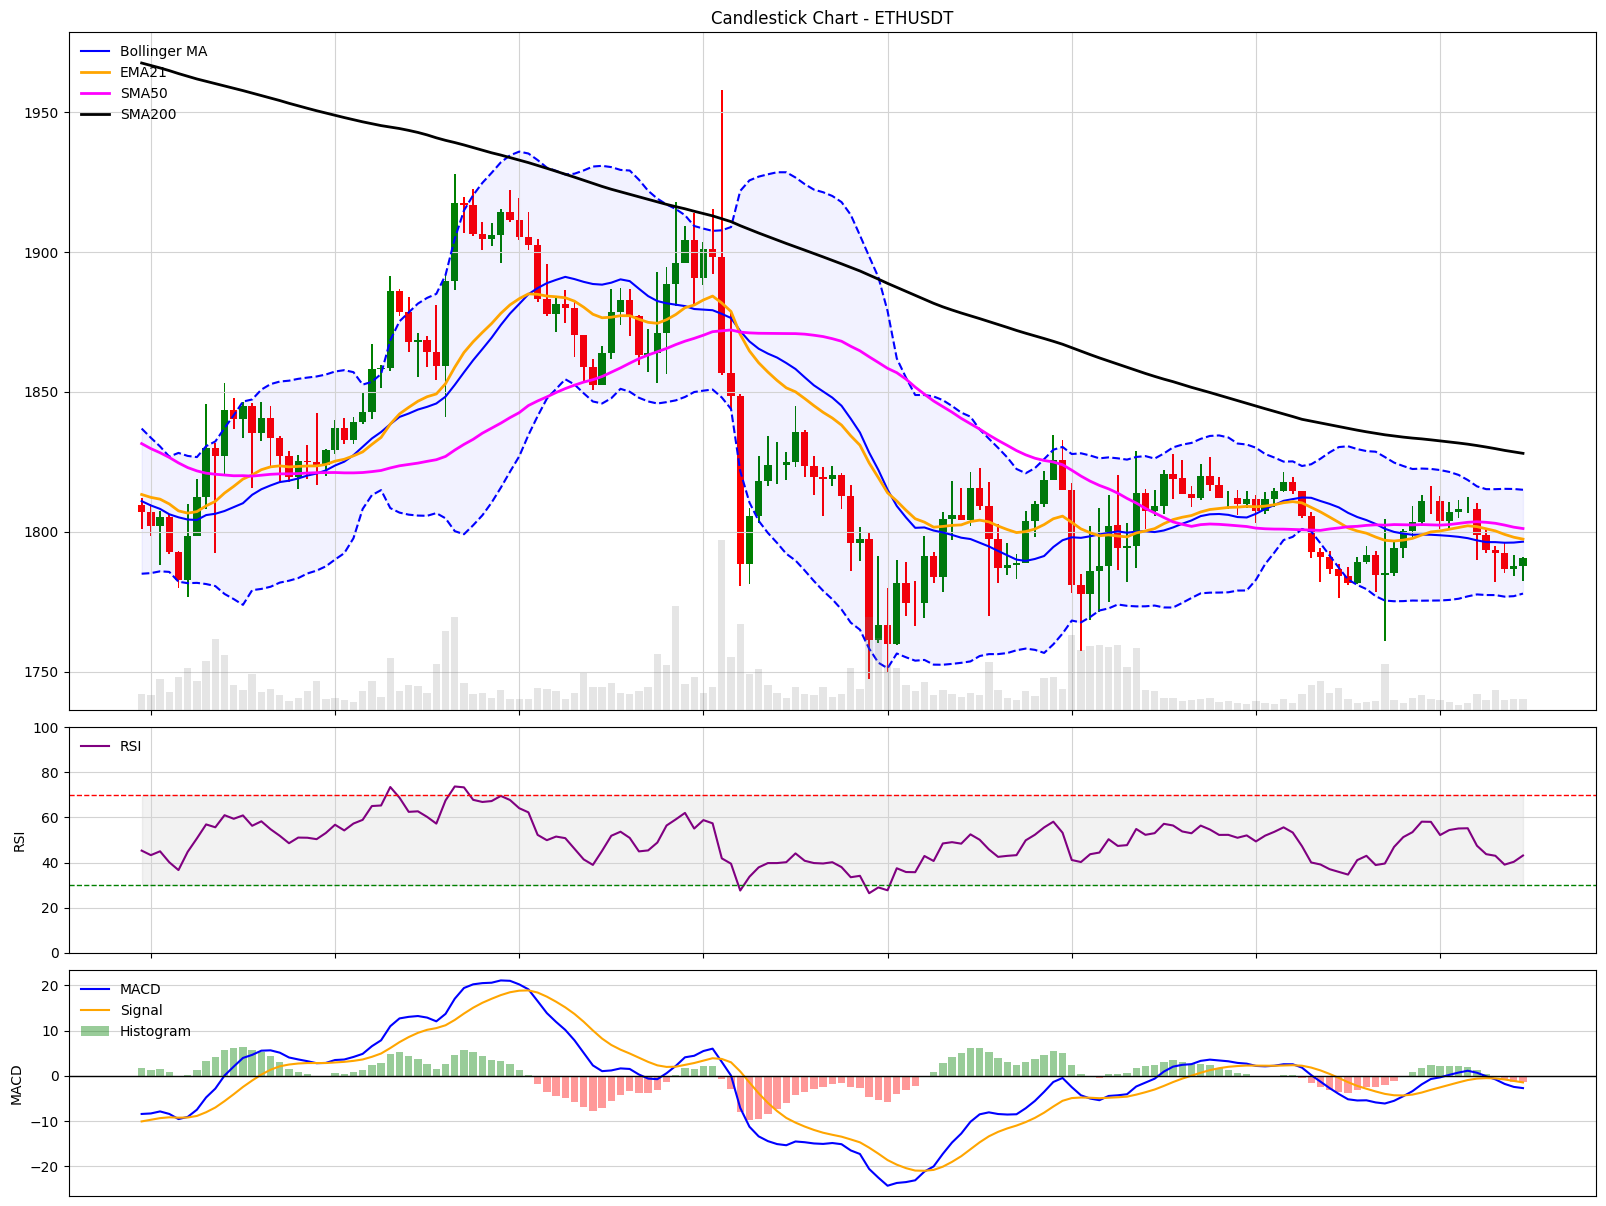 Candlestick Chart - ETHUSDT
Bollinger MA
EMA21
SMA50
SMA200
1950
1900
1850
1800
1750
RSI
100
80
60
40
20
0
RSI
MACD
Signal
Histogram
20
10
0
−10
−20
MACD